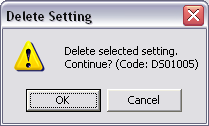 Delete Setting
Delete selected setting.
Continue? (Code: DS01005)
OK
Cancel